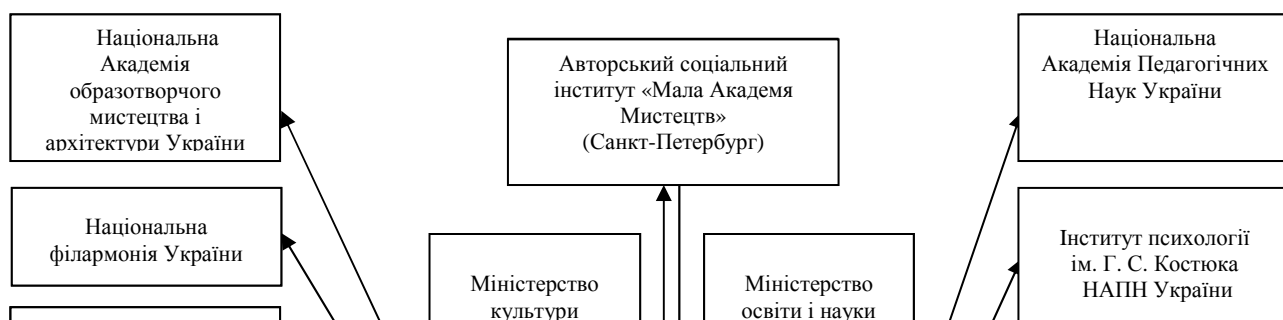 Національна
Академія
образотворчого
мистецтва і
архітектури України
Авторський соціальний
інститут «Мала Академя
Мистецтв»
(Санкт-Петербург)
Національна
Академія Педагогічних
Наук України
Національна
філармонія України
Міністерство
культури
Міністерство
освіти і науки
Інститут психології
ім. Г. С. Костюка
НАПН України